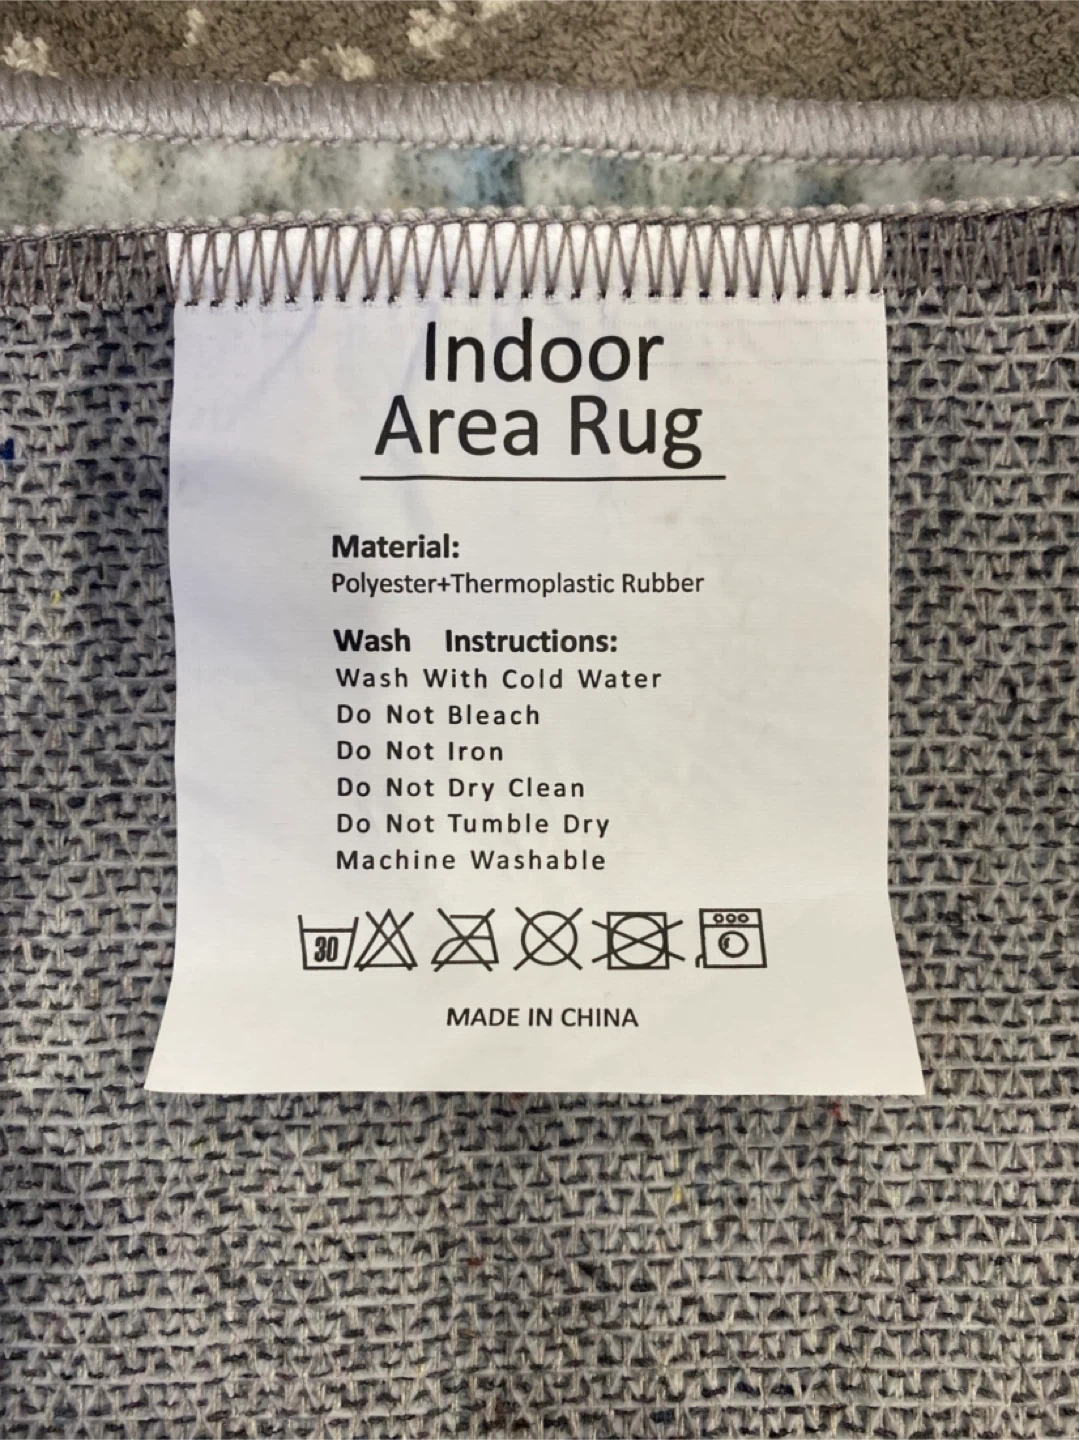 Indoor
Area Rug
Material:
Polyester+Thermoplastic Rubber
Wash Instructions:
Wash With Cold Water
Do Not Bleach
Do Not Iron
Do Not Dry Clean
Do Not Tumble Dry
Machine Washable
30
MADE IN CHINA